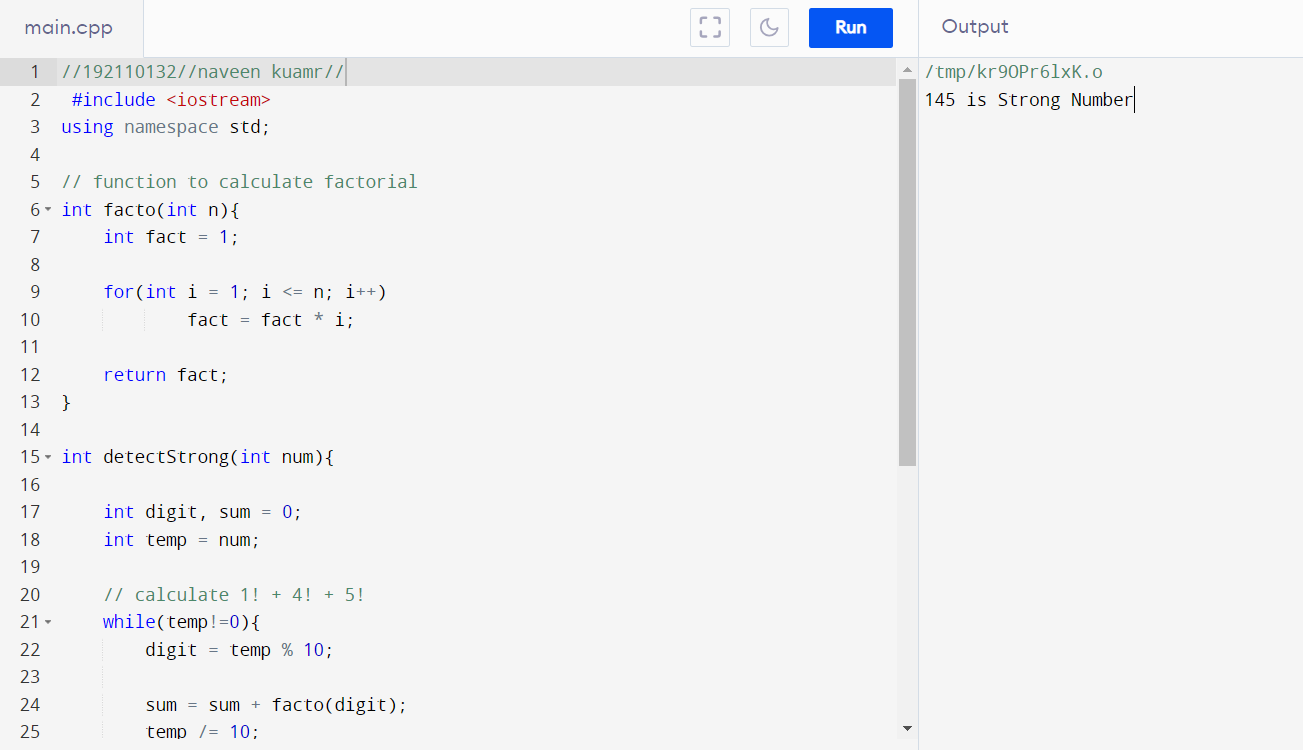 main.cpp
Run
Output
1 //192110132//naveen kuamr//
2 #include <iostream>
3 using namespace std;
4
5 // function to calculate factorial
6 int facto(int n){
7 int fact = 1;
8
9 for(int i = 1; i <= n; i++)
10 fact = fact * i;
11
12 return fact;
13 }
14
15 int detectStrong(int num){
16
17 int digit, sum = 0;
18 int temp = num;
19
20 // calculate 1! + 4! + 5!
21 while(temp!=0){
22 digit = temp % 10;
23
24 sum = sum + facto(digit);
25 temp /= 10;
/tmp/kr9OPr6lxK.o
145 is Strong Number